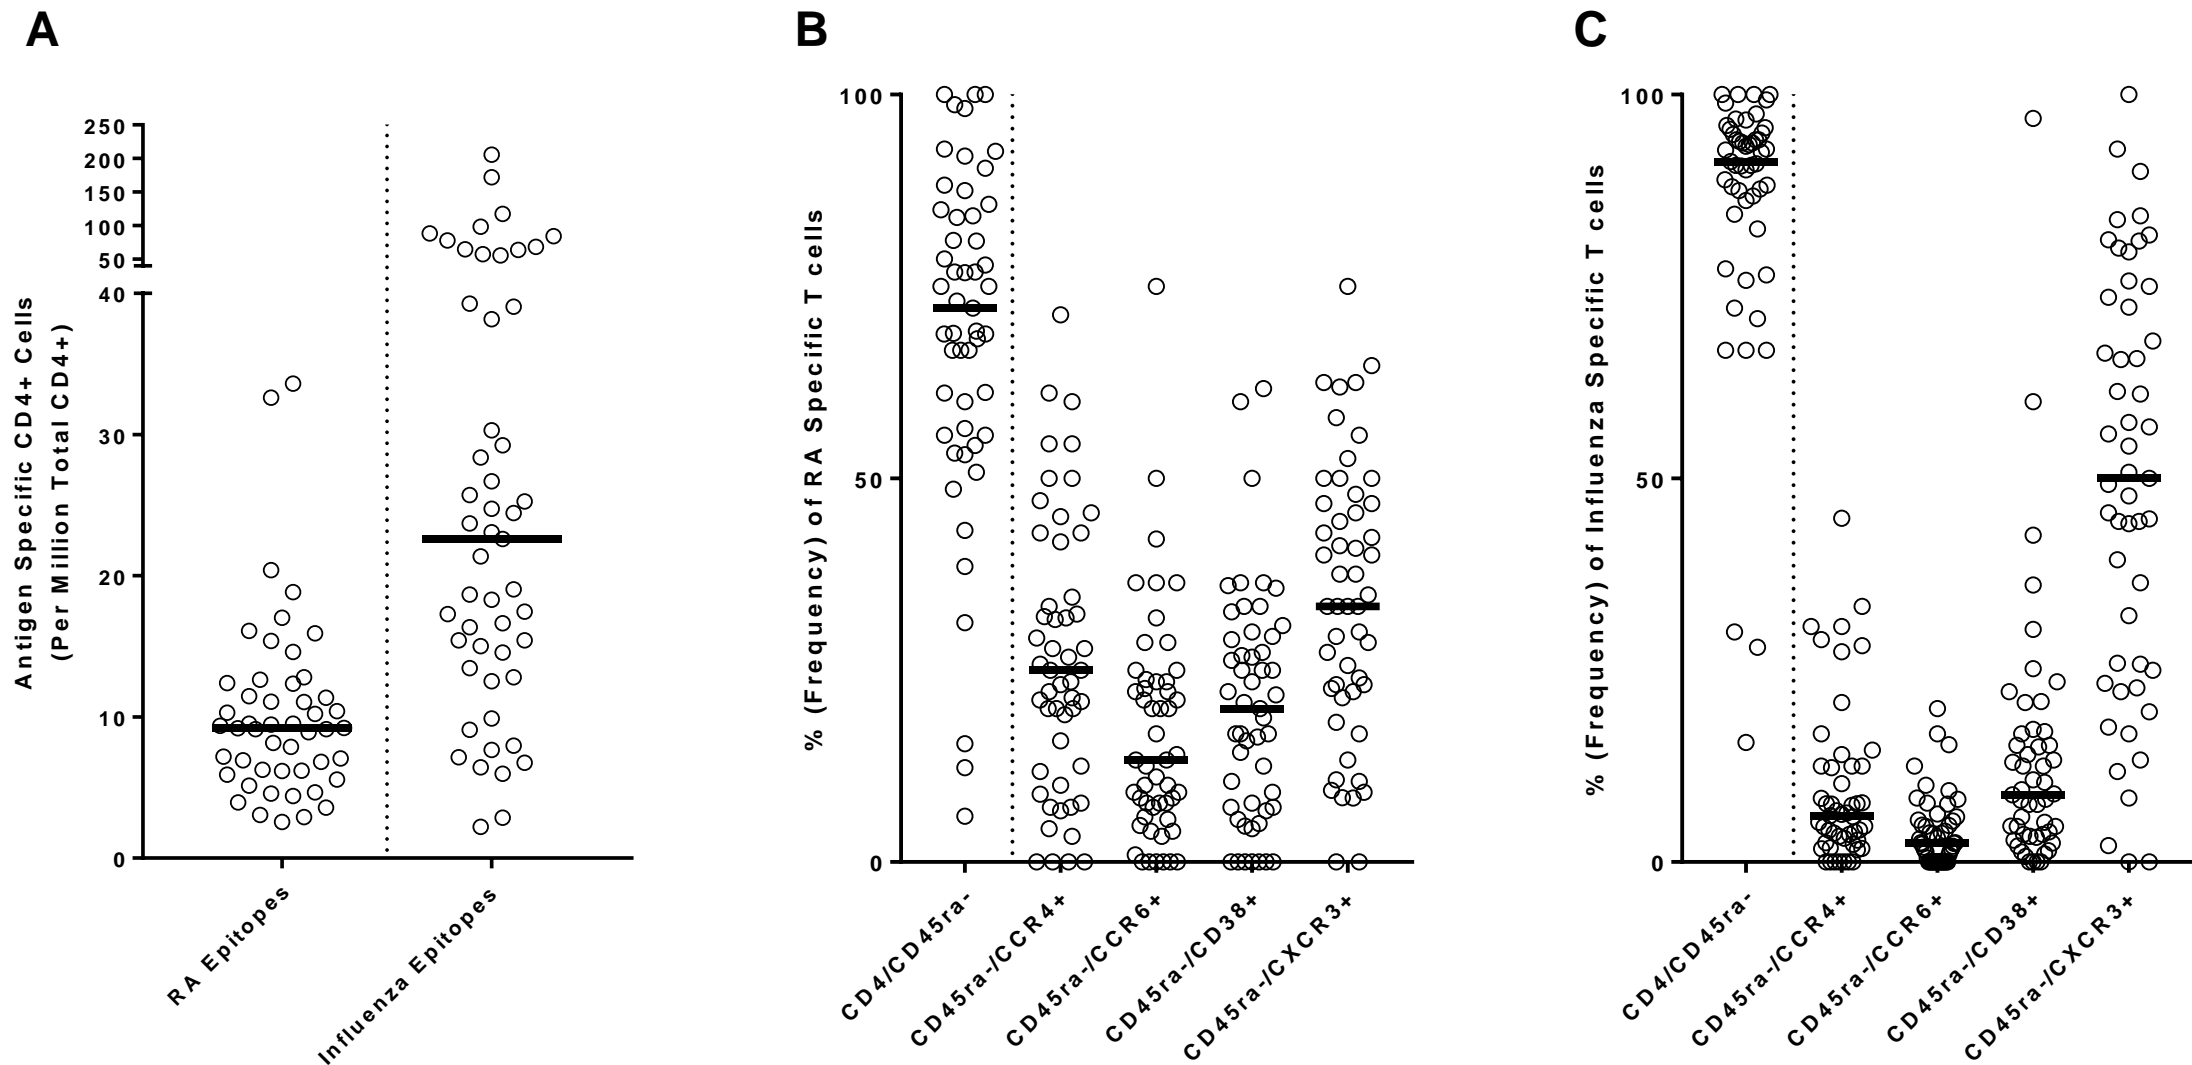 A
Antigen Specific CD4+ Cells
(Per Million Total CD4+)
250
200
150
100
50
40
30
20
10
0
RA Epitopes
Influenza Epitopes
B
% (Frequency) of RA Specific T cells
100
50
0
CD4/CD45ra-
CD45ra-/CCR4+
CD45ra-/CCR6+
CD45ra-/CD38+
CD45ra-/CXCR3+
C
% (Frequency) of Influenza Specific T cells
100
50
0
CD4/CD45ra-
CD45ra-/CCR4+
CD45ra-/CCR6+
CD45ra-/CD38+
CD45ra-/CXCR3+